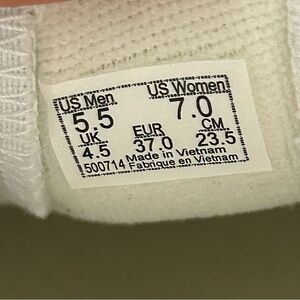 US Men US Women
5.5 7.0
UK EUR CM
4.5 37.0 23.5
Made in Vietnam
500714 Fabriqué en Vietnam